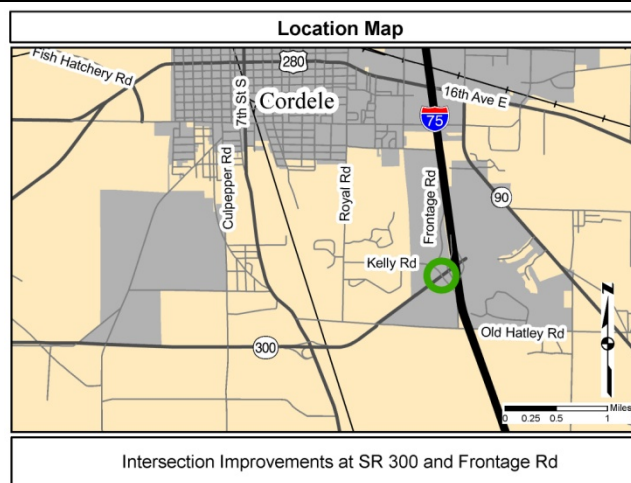 Location Map
Fish Hatchery Rd
280
7th St S
16th Ave E
Cordele
75
Culpepper Rd
Royal Rd
Frontage Rd
90
Kelly Rd
Old Hatley Rd
300
N
Miles
0 0.25 0.5 1
Intersection Improvements at SR 300 and Frontage Rd